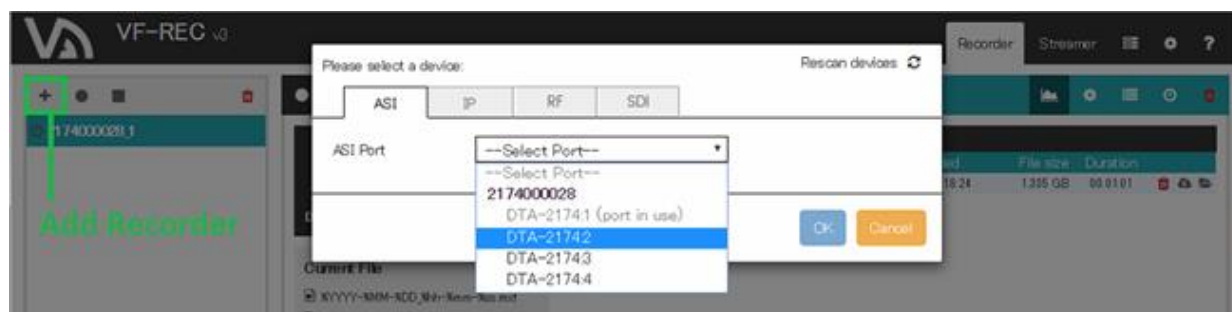 VF-REC v3
Recorder Streamer ?
Please select a device:
Rescan devices
ASI IP RF SDI
2174000028_1
ASI Port
--Select Port--
--Select Port--
2174000028
DTA-2174:1 (port in use)
DTA-2174:2
DTA-2174:3
DTA-2174:4
File size Duration
1.335 GB 00:01:01
OK Cancel
Add Recorder
Current File